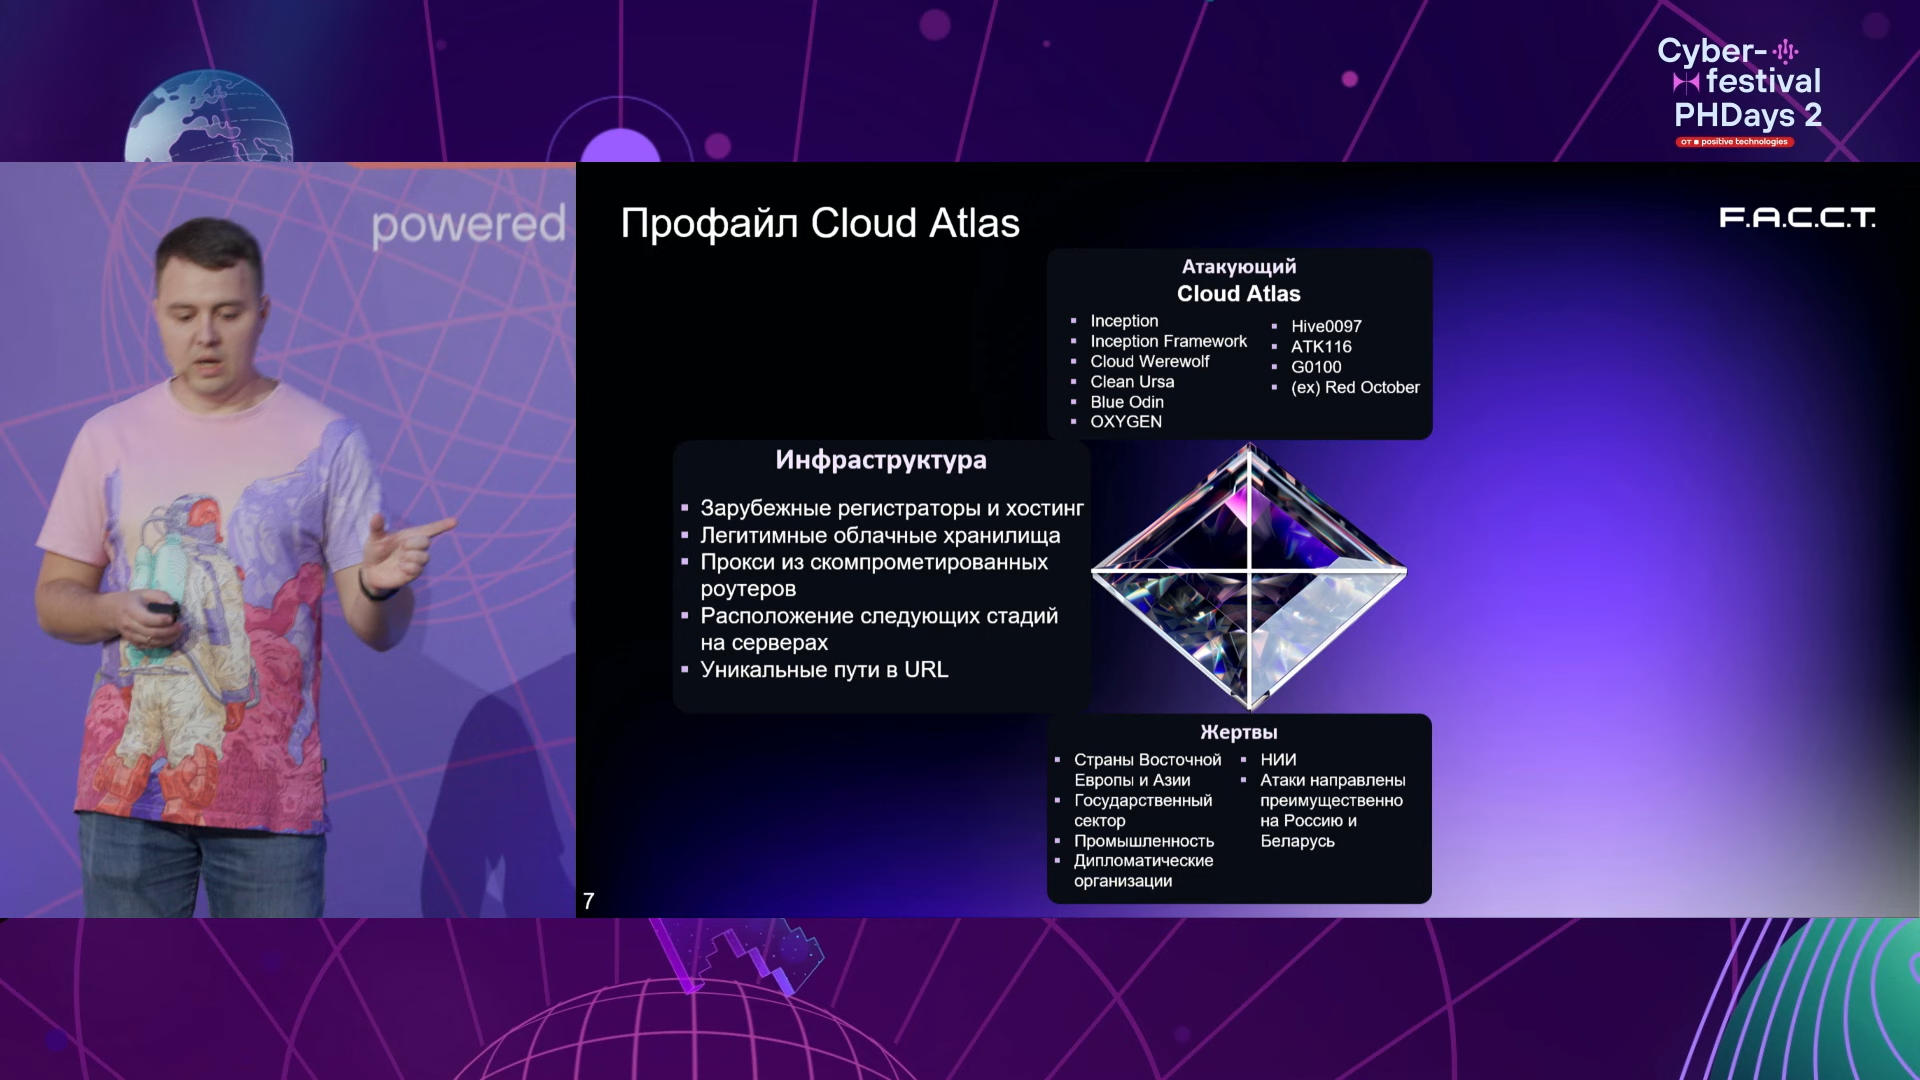 Cyber-
festival
PHDays 2
от positive technologies
powered
Профайл Cloud Atlas
F.A.C.C.T.
Атакующий
Cloud Atlas
Inception
Inception Framework
Cloud Werewolf
Clean Ursa
Blue Odin
OXYGEN
Hive0097
ATK116
G0100
(ex) Red October
Инфраструктура
Зарубежные регистраторы и хостинг
Легитимные облачные хранилища
Прокси из скомпрометированных
роутеров
Расположение следующих стадий
на серверах
Уникальные пути в URL
Жертвы
Страны Восточной
Европы и Азии
Государственный
сектор
Промышленность
Дипломатические
организации
НИИ
Атаки направлены
преимущественно
на Россию и
Беларусь
7